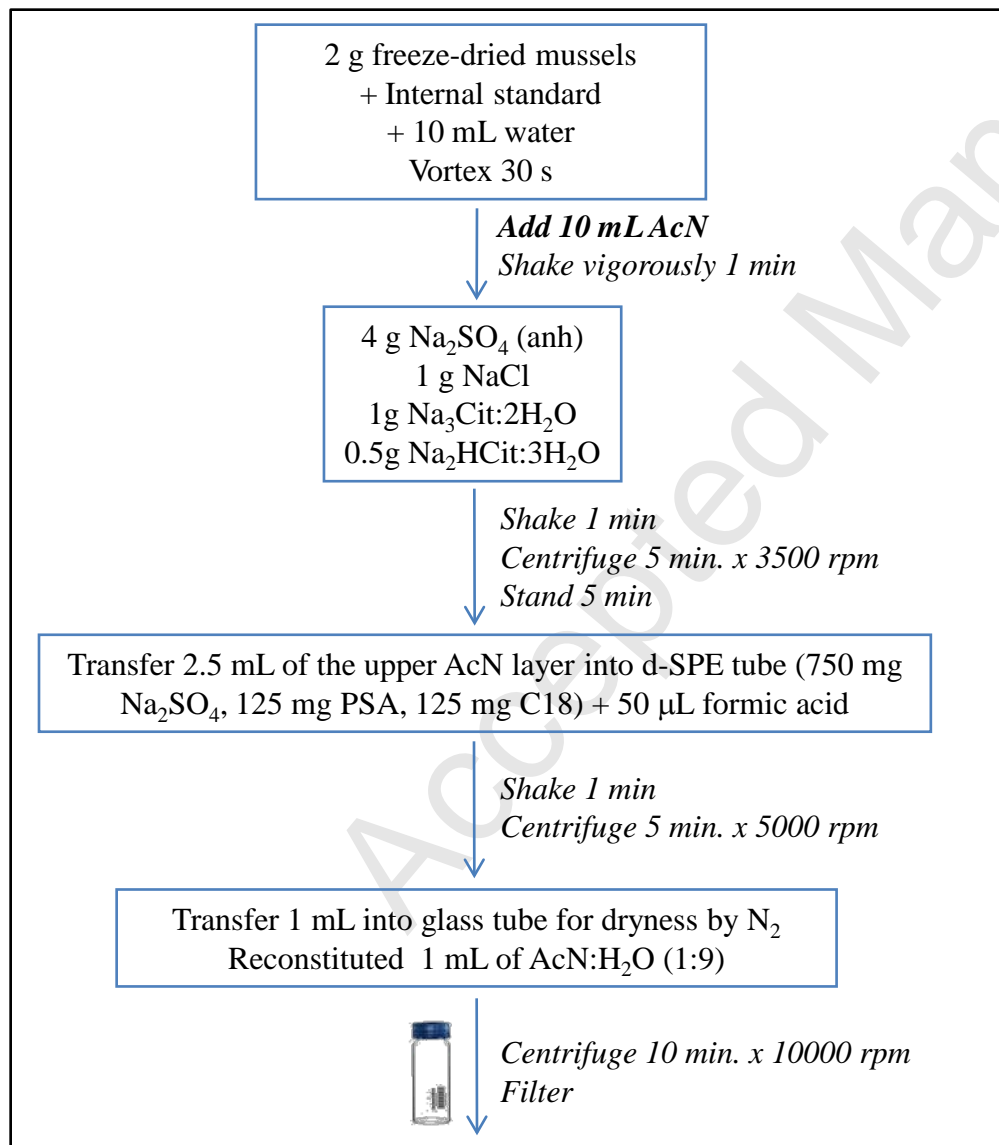 2 g freeze-dried mussels
+ Internal standard
+ 10 mL water
Vortex 30 s
Add 10 mL AcN
Shake vigorously 1 min
4 g Na₂SO₄ (anh)
1 g NaCl
1g Na₃Cit:2H₂O
0.5g Na₂HCit:3H₂O
Shake 1 min
Centrifuge 5 min. x 3500 rpm
Stand 5 min
Transfer 2.5 mL of the upper AcN layer into d-SPE tube (750 mg
Na₂SO₄, 125 mg PSA, 125 mg C18) + 50 μL formic acid
Shake 1 min
Centrifuge 5 min. x 5000 rpm
Transfer 1 mL into glass tube for dryness by N₂
Reconstituted 1 mL of AcN:H₂O (1:9)
Centrifuge 10 min. x 10000 rpm
Filter
Accepted Man